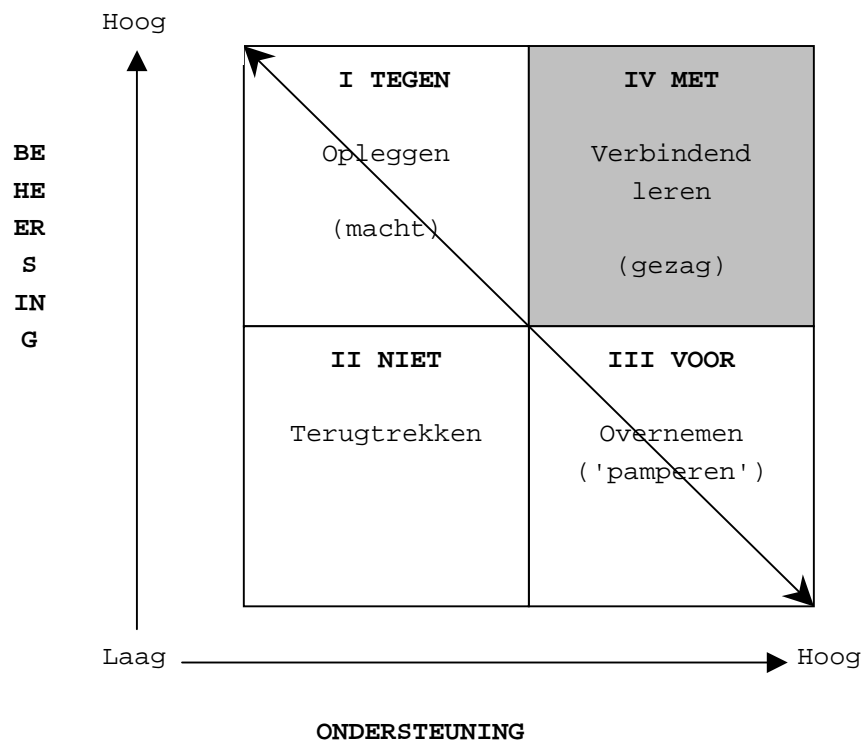 Hoog
I TEGEN
IV MET
BE
HE
ER
S
IN
G
Opleggen
(macht)
Verbindend
leren
(gezag)
II NIET
III VOOR
Terugtrekken
Overnemen
('pamperen')
Laag
Hoog
ONDERSTEUNING